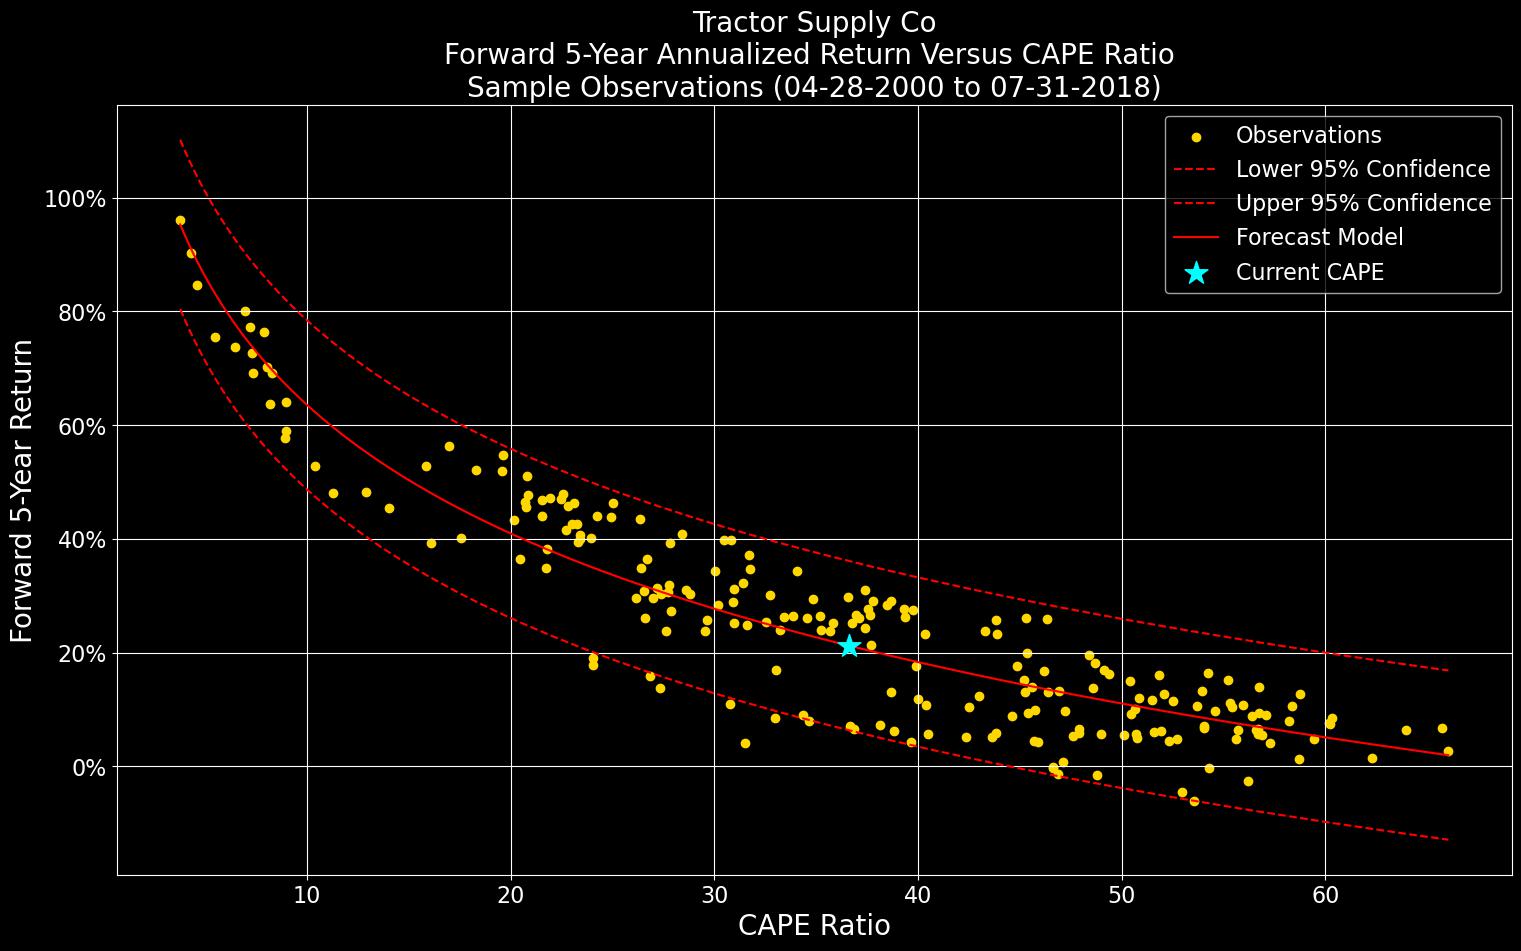 Tractor Supply Co
Forward 5-Year Annualized Return Versus CAPE Ratio
Sample Observations (04-28-2000 to 07-31-2018)
Observations
Lower 95% Confidence
Upper 95% Confidence
Forecast Model
Current CAPE
Forward 5-Year Return
100%
80%
60%
40%
20%
0%
10 20 30 40 50 60
CAPE Ratio